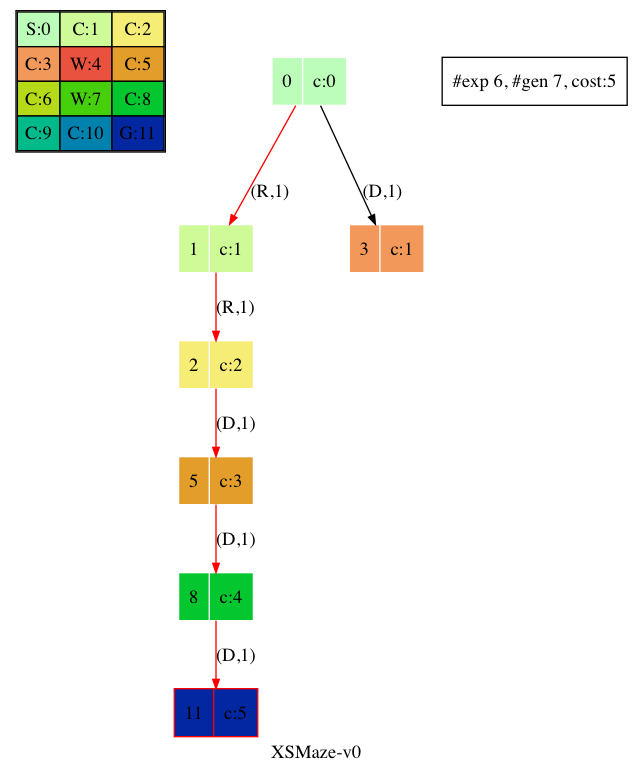 S:0 C:1 C:2
C:3 W:4 C:5
C:6 W:7 C:8
C:9 C:10 G:11
0 c:0
#exp 6, #gen 7, cost:5
(R,1) (D,1)
1 c:1
3 c:1
(R,1)
2 c:2
(D,1)
5 c:3
(D,1)
8 c:4
(D,1)
11 c:5
XSMaze-v0